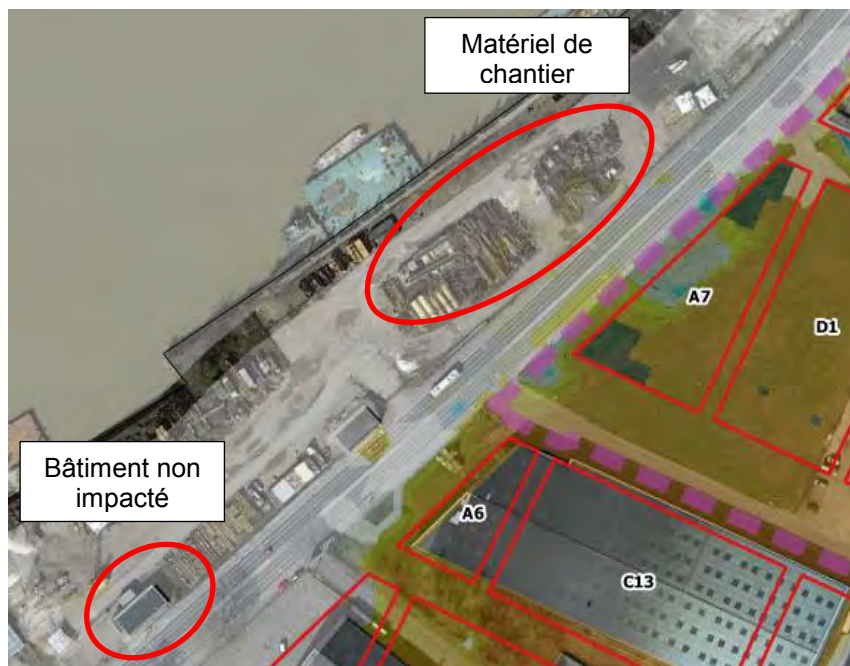 Matériel de
chantier
A7
D1
Bâtiment non
impacté
A6
C13